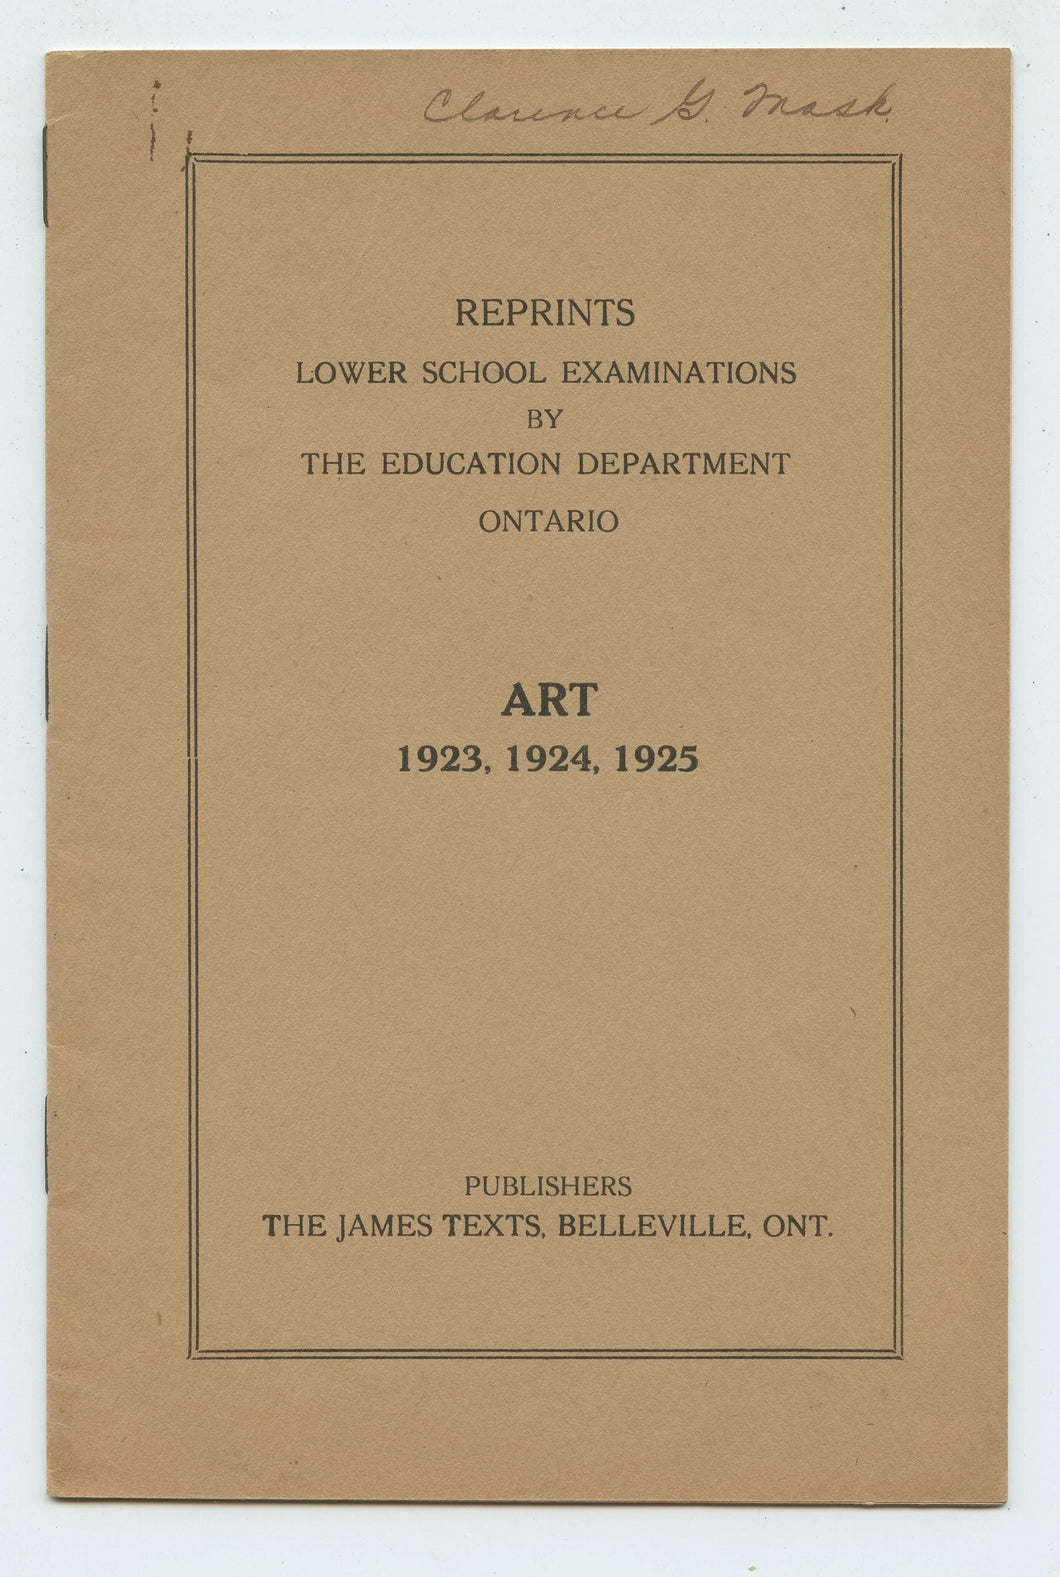 Clarence G. Mask.
REPRINTS
LOWER SCHOOL EXAMINATIONS
BY
THE EDUCATION DEPARTMENT
ONTARIO
ART
1923, 1924, 1925
PUBLISHERS
THE JAMES TEXTS, BELLEVILLE, ONT.